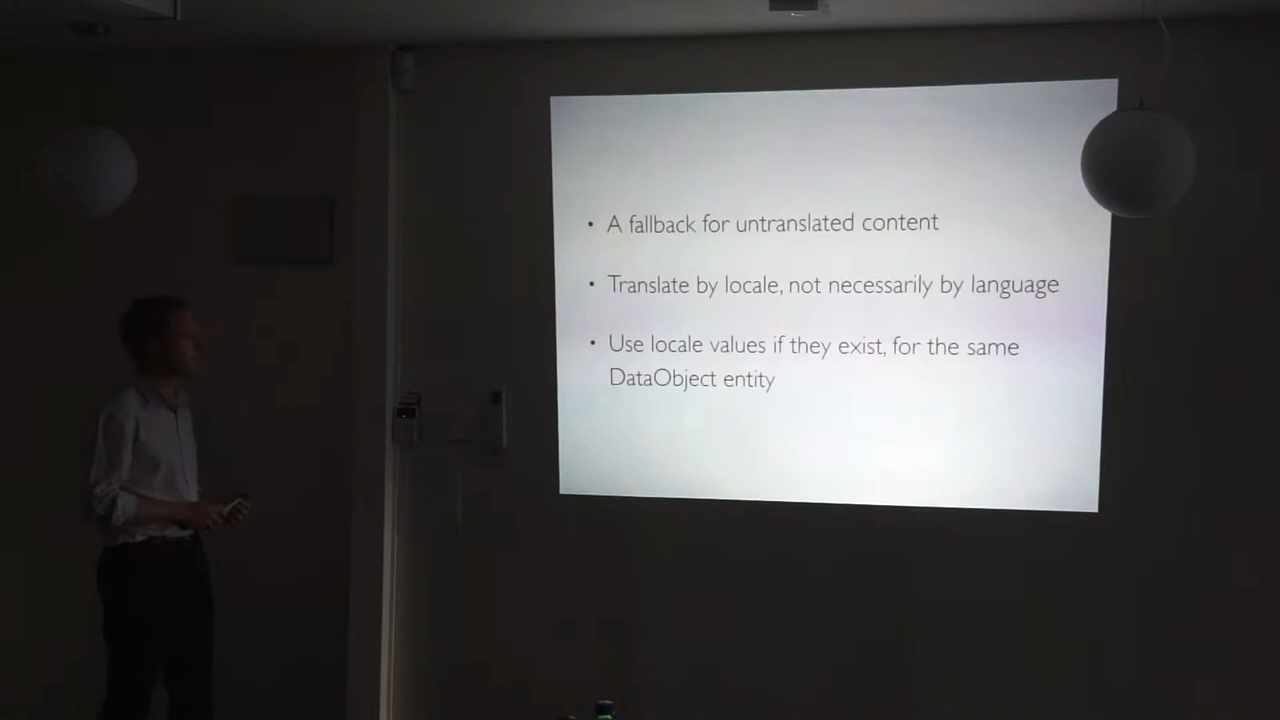 • A fallback for untranslated content
• Translate by locale, not necessarily by language
• Use locale values if they exist, for the same
DataObject entity